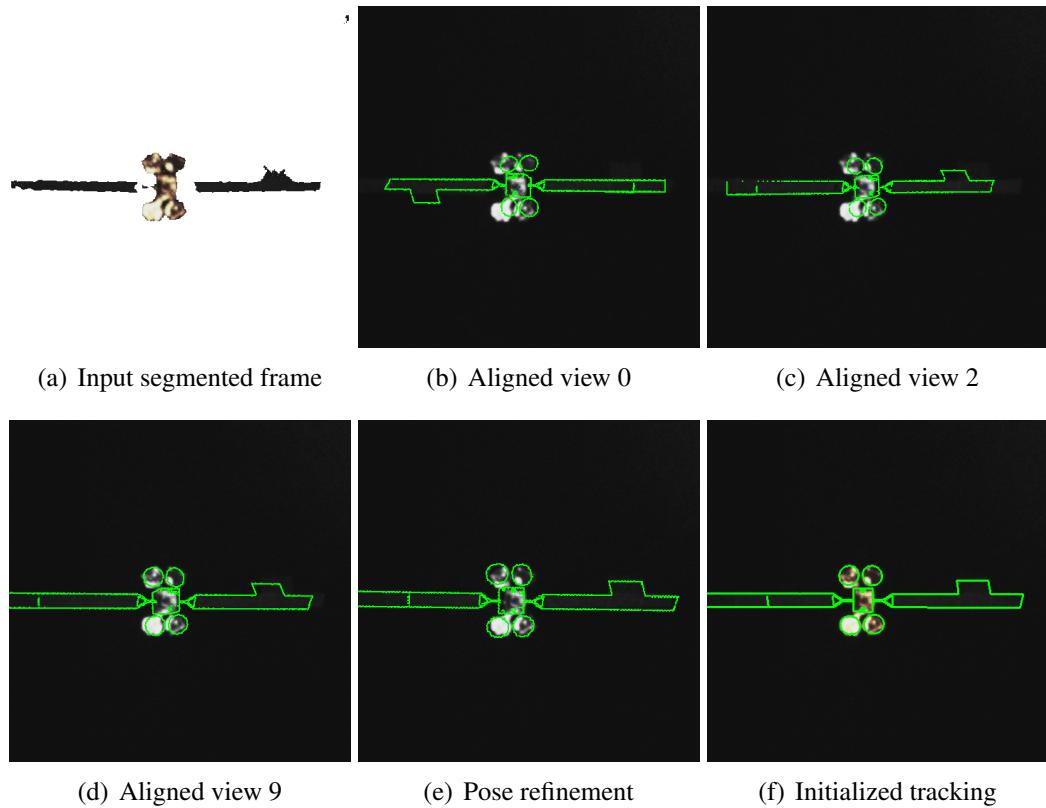 (a) Input segmented frame
(b) Aligned view 0
(c) Aligned view 2
(d) Aligned view 9
(e) Pose refinement
(f) Initialized tracking